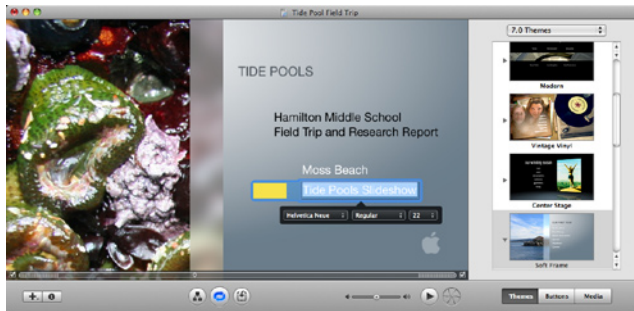 Tide Pool Field Trip
TIDE POOLS
Hamilton Middle School
Field Trip and Research Report
Moss Beach
Tide Pools Slideshow
Helvetica Neue
Regular
22
7.0 Themes
Modern
Vintage Vinyl
Center Stage
Soft Frame
Themes
Buttons
Media